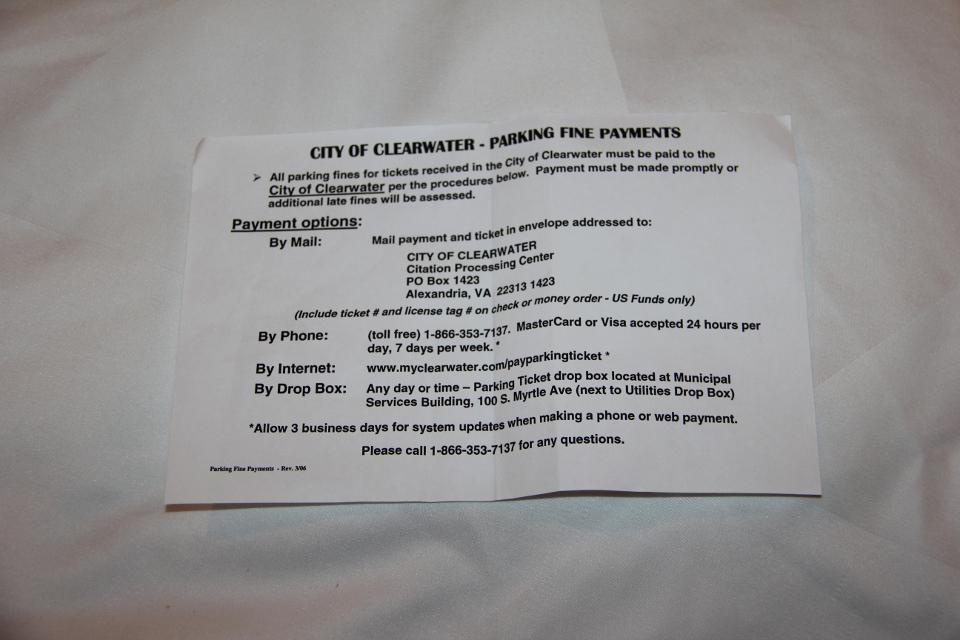 CITY OF CLEARWATER - PARKING FINE PAYMENTS
➢ All parking fines for tickets received in the City of Clearwater must be paid to the
City of Clearwater per the procedures below. Payment must be made promptly or
additional late fines will be assessed.
Payment options:
By Mail: Mail payment and ticket in envelope addressed to:
CITY OF CLEARWATER
Citation Processing Center
PO Box 1423
Alexandria, VA 22313 1423
(Include ticket # and license tag # on check or money order - US Funds only)
By Phone: (toll free) 1-866-353-7137. MasterCard or Visa accepted 24 hours per
day, 7 days per week. *
By Internet: www.myclearwater.com/payparkingticket *
By Drop Box: Any day or time – Parking Ticket drop box located at Municipal
Services Building, 100 S. Myrtle Ave (next to Utilities Drop Box)
*Allow 3 business days for system updates when making a phone or web payment.
Please call 1-866-353-7137 for any questions.
Parking Fine Payments - Rev. 3/06